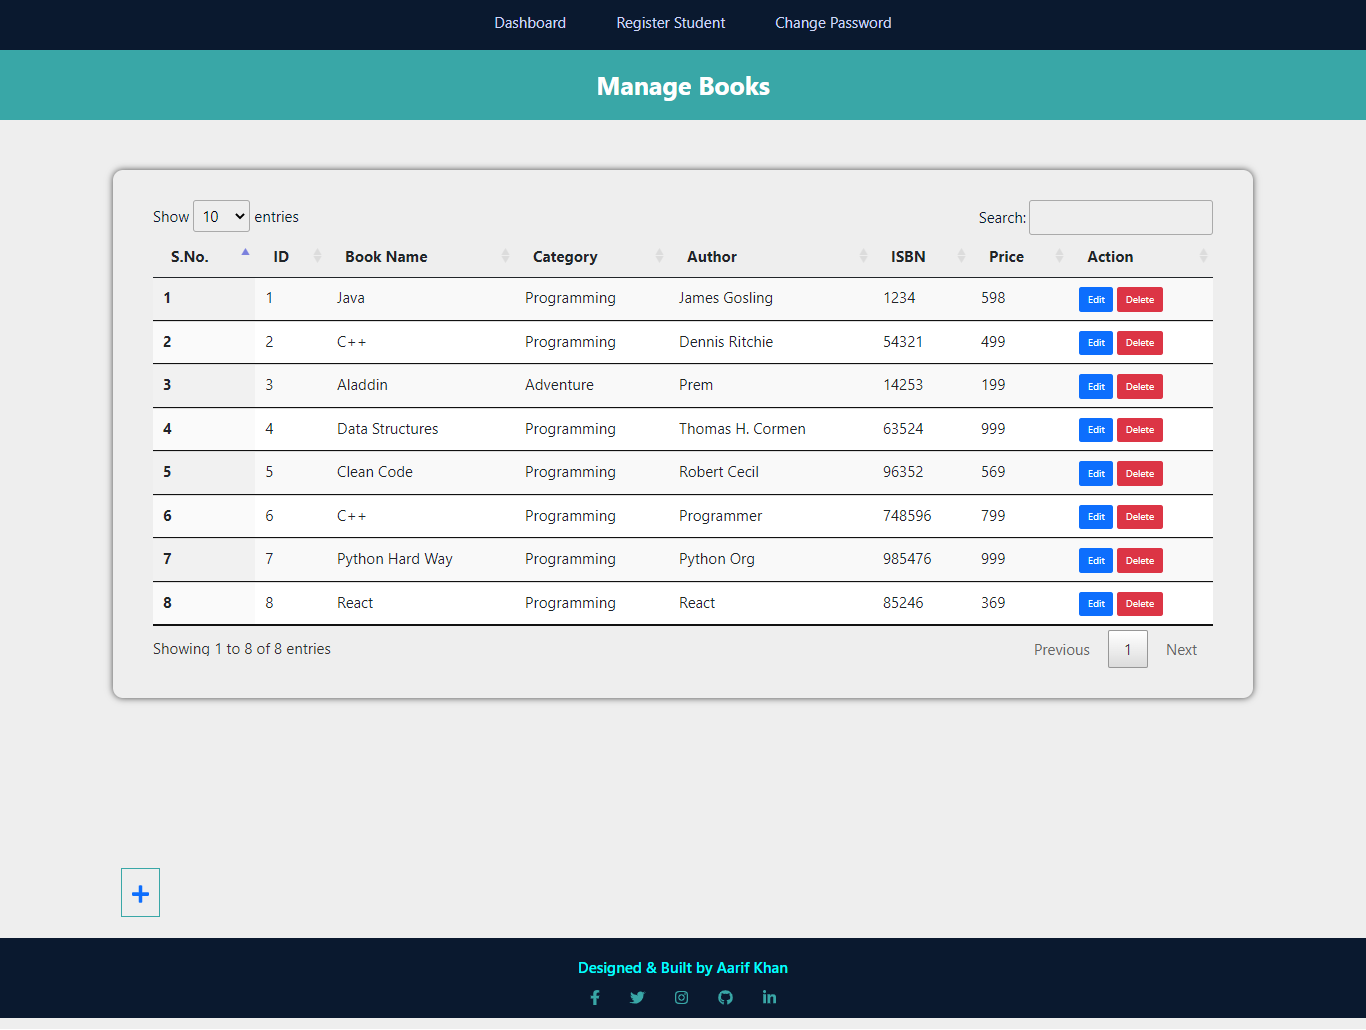 Dashboard Register Student Change Password
Manage Books
Show 10 entries Search:
S.No. ID Book Name Category Author ISBN Price Action
1 1 Java Programming James Gosling 1234 598 Edit Delete
2 2 C++ Programming Dennis Ritchie 54321 499 Edit Delete
3 3 Aladdin Adventure Prem 14253 199 Edit Delete
4 4 Data Structures Programming Thomas H. Cormen 63524 999 Edit Delete
5 5 Clean Code Programming Robert Cecil 96352 569 Edit Delete
6 6 C++ Programming Programmer 748596 799 Edit Delete
7 7 Python Hard Way Programming Python Org 985476 999 Edit Delete
8 8 React Programming React 85246 369 Edit Delete
Showing 1 to 8 of 8 entries Previous 1 Next
Designed & Built by Aarif Khan